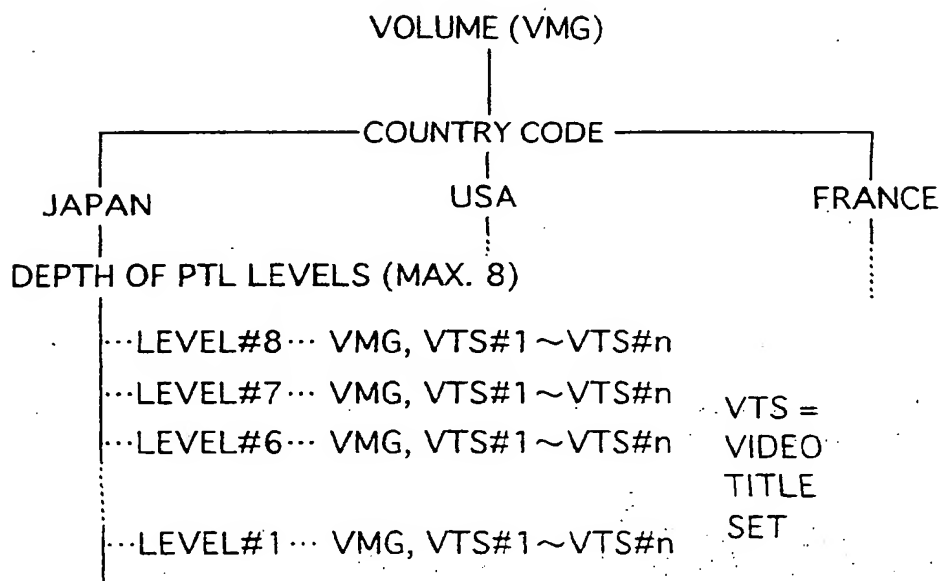 VOLUME (VMG)
COUNTRY CODE
JAPAN USA FRANCE
DEPTH OF PTL LEVELS (MAX. 8)
···LEVEL#8··· VMG, VTS#1~VTS#n
···LEVEL#7··· VMG, VTS#1~VTS#n
···LEVEL#6··· VMG, VTS#1~VTS#n
···LEVEL#1··· VMG, VTS#1~VTS#n
VTS =
VIDEO
TITLE
SET